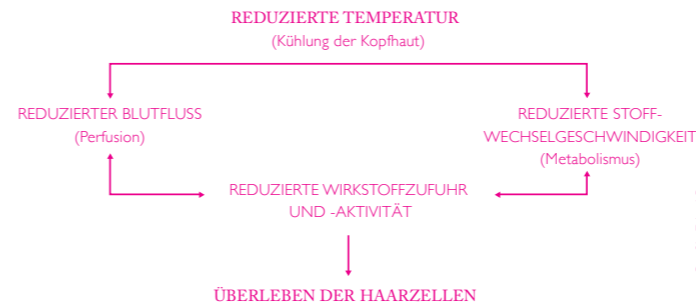 REDUZIERTE TEMPERATUR
(Kühlung der Kopfhaut)
REDUZIERTER BLUTFLUSS
(Perfusion)
REDUZIERTE STOFF-
WECHSELGESCHWINDIGKEIT
(Metabolismus)
REDUZIERTE WIRKSTOFFZUFUHR
UND -AKTIVITÄT
ÜBERLEBEN DER HAARZELLEN